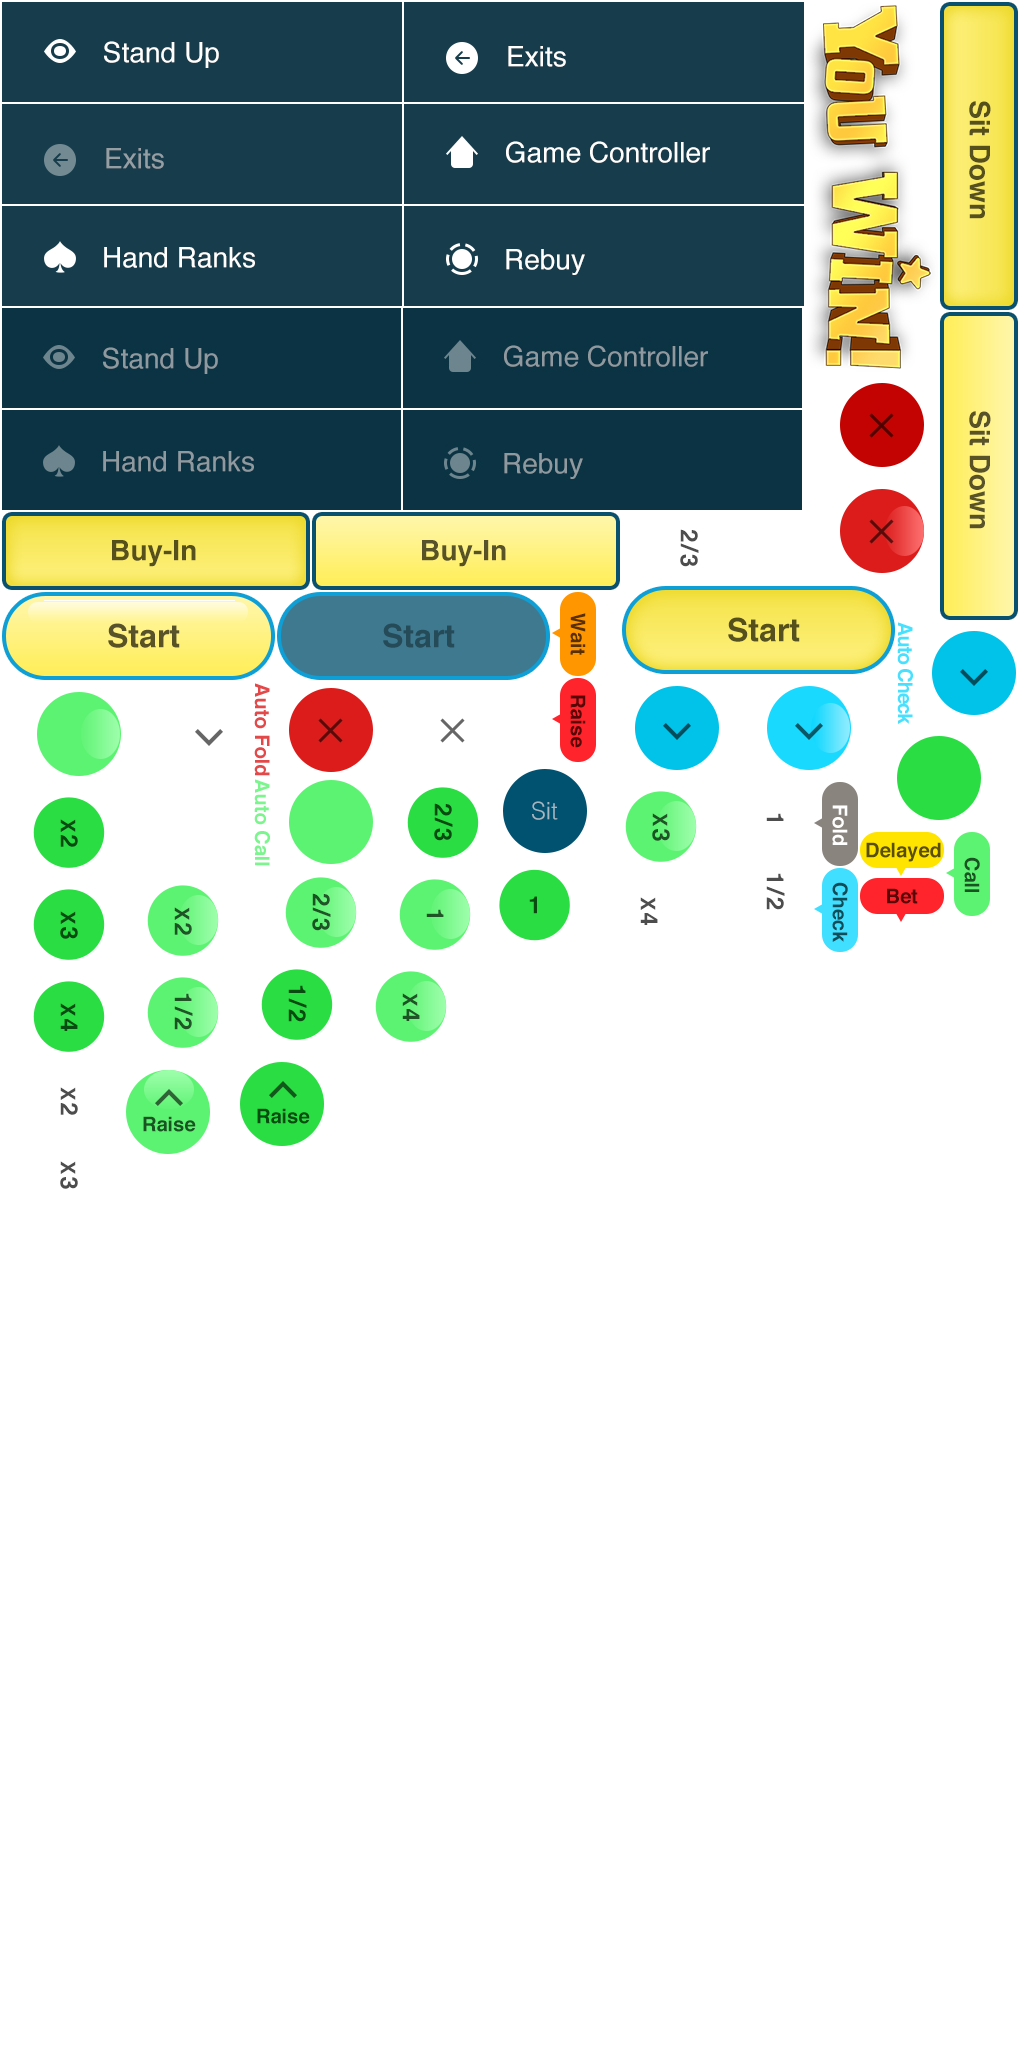 Stand Up
Exits
Exits
Game Controller
Hand Ranks
Rebuy
Stand Up
Game Controller
Hand Ranks
Rebuy
You Win!
Sit Down
Sit Down
Buy-In
Buy-In
2/3
Start
Start
Wait
Start
Auto Check
Auto Fold
Raise
Auto Call
X2
2/3
Sit
X3
1
Fold
Delayed
Call
X3
X2
2/3
1
1
X4
1/2
Check
Bet
X4
1/2
1/2
X4
X2
Raise
Raise
X3